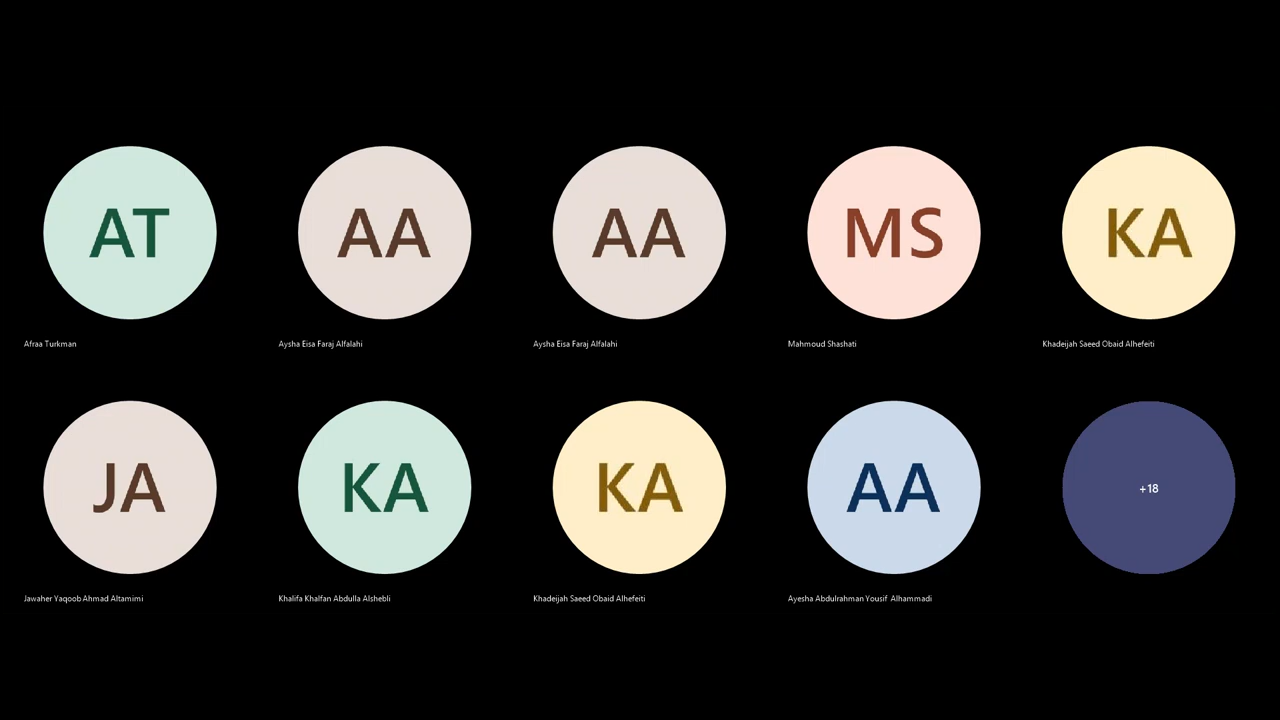 AT
AA
AA
MS
KA
Afraa Turkman
Aysha Eisa Faraj Alfalahi
Aysha Eisa Faraj Alfalahi
Mahmoud Shashati
Khadeijah Saeed Obaid Alhefeiti
JA
KA
KA
AA
+18
Jawaher Yaqoob Ahmad Altamimi
Khalifa Khalfan Abdulla Alshebli
Khadeijah Saeed Obaid Alhefeiti
Ayesha Abdulrahman Yousif Alhammadi